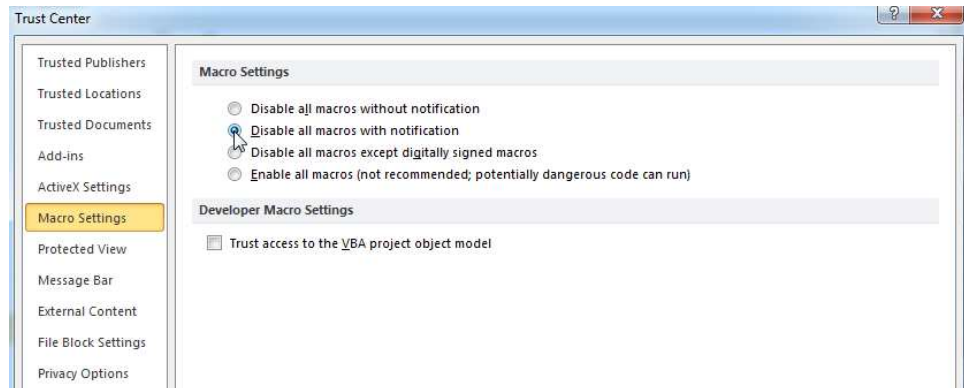 Trust Center
?
X
Trusted Publishers
Trusted Locations
Trusted Documents
Add-ins
ActiveX Settings
Macro Settings
Protected View
Message Bar
External Content
File Block Settings
Privacy Options
Macro Settings
Disable all macros without notification
Disable all macros with notification
Disable all macros except digitally signed macros
Enable all macros (not recommended; potentially dangerous code can run)
Developer Macro Settings
Trust access to the VBA project object model